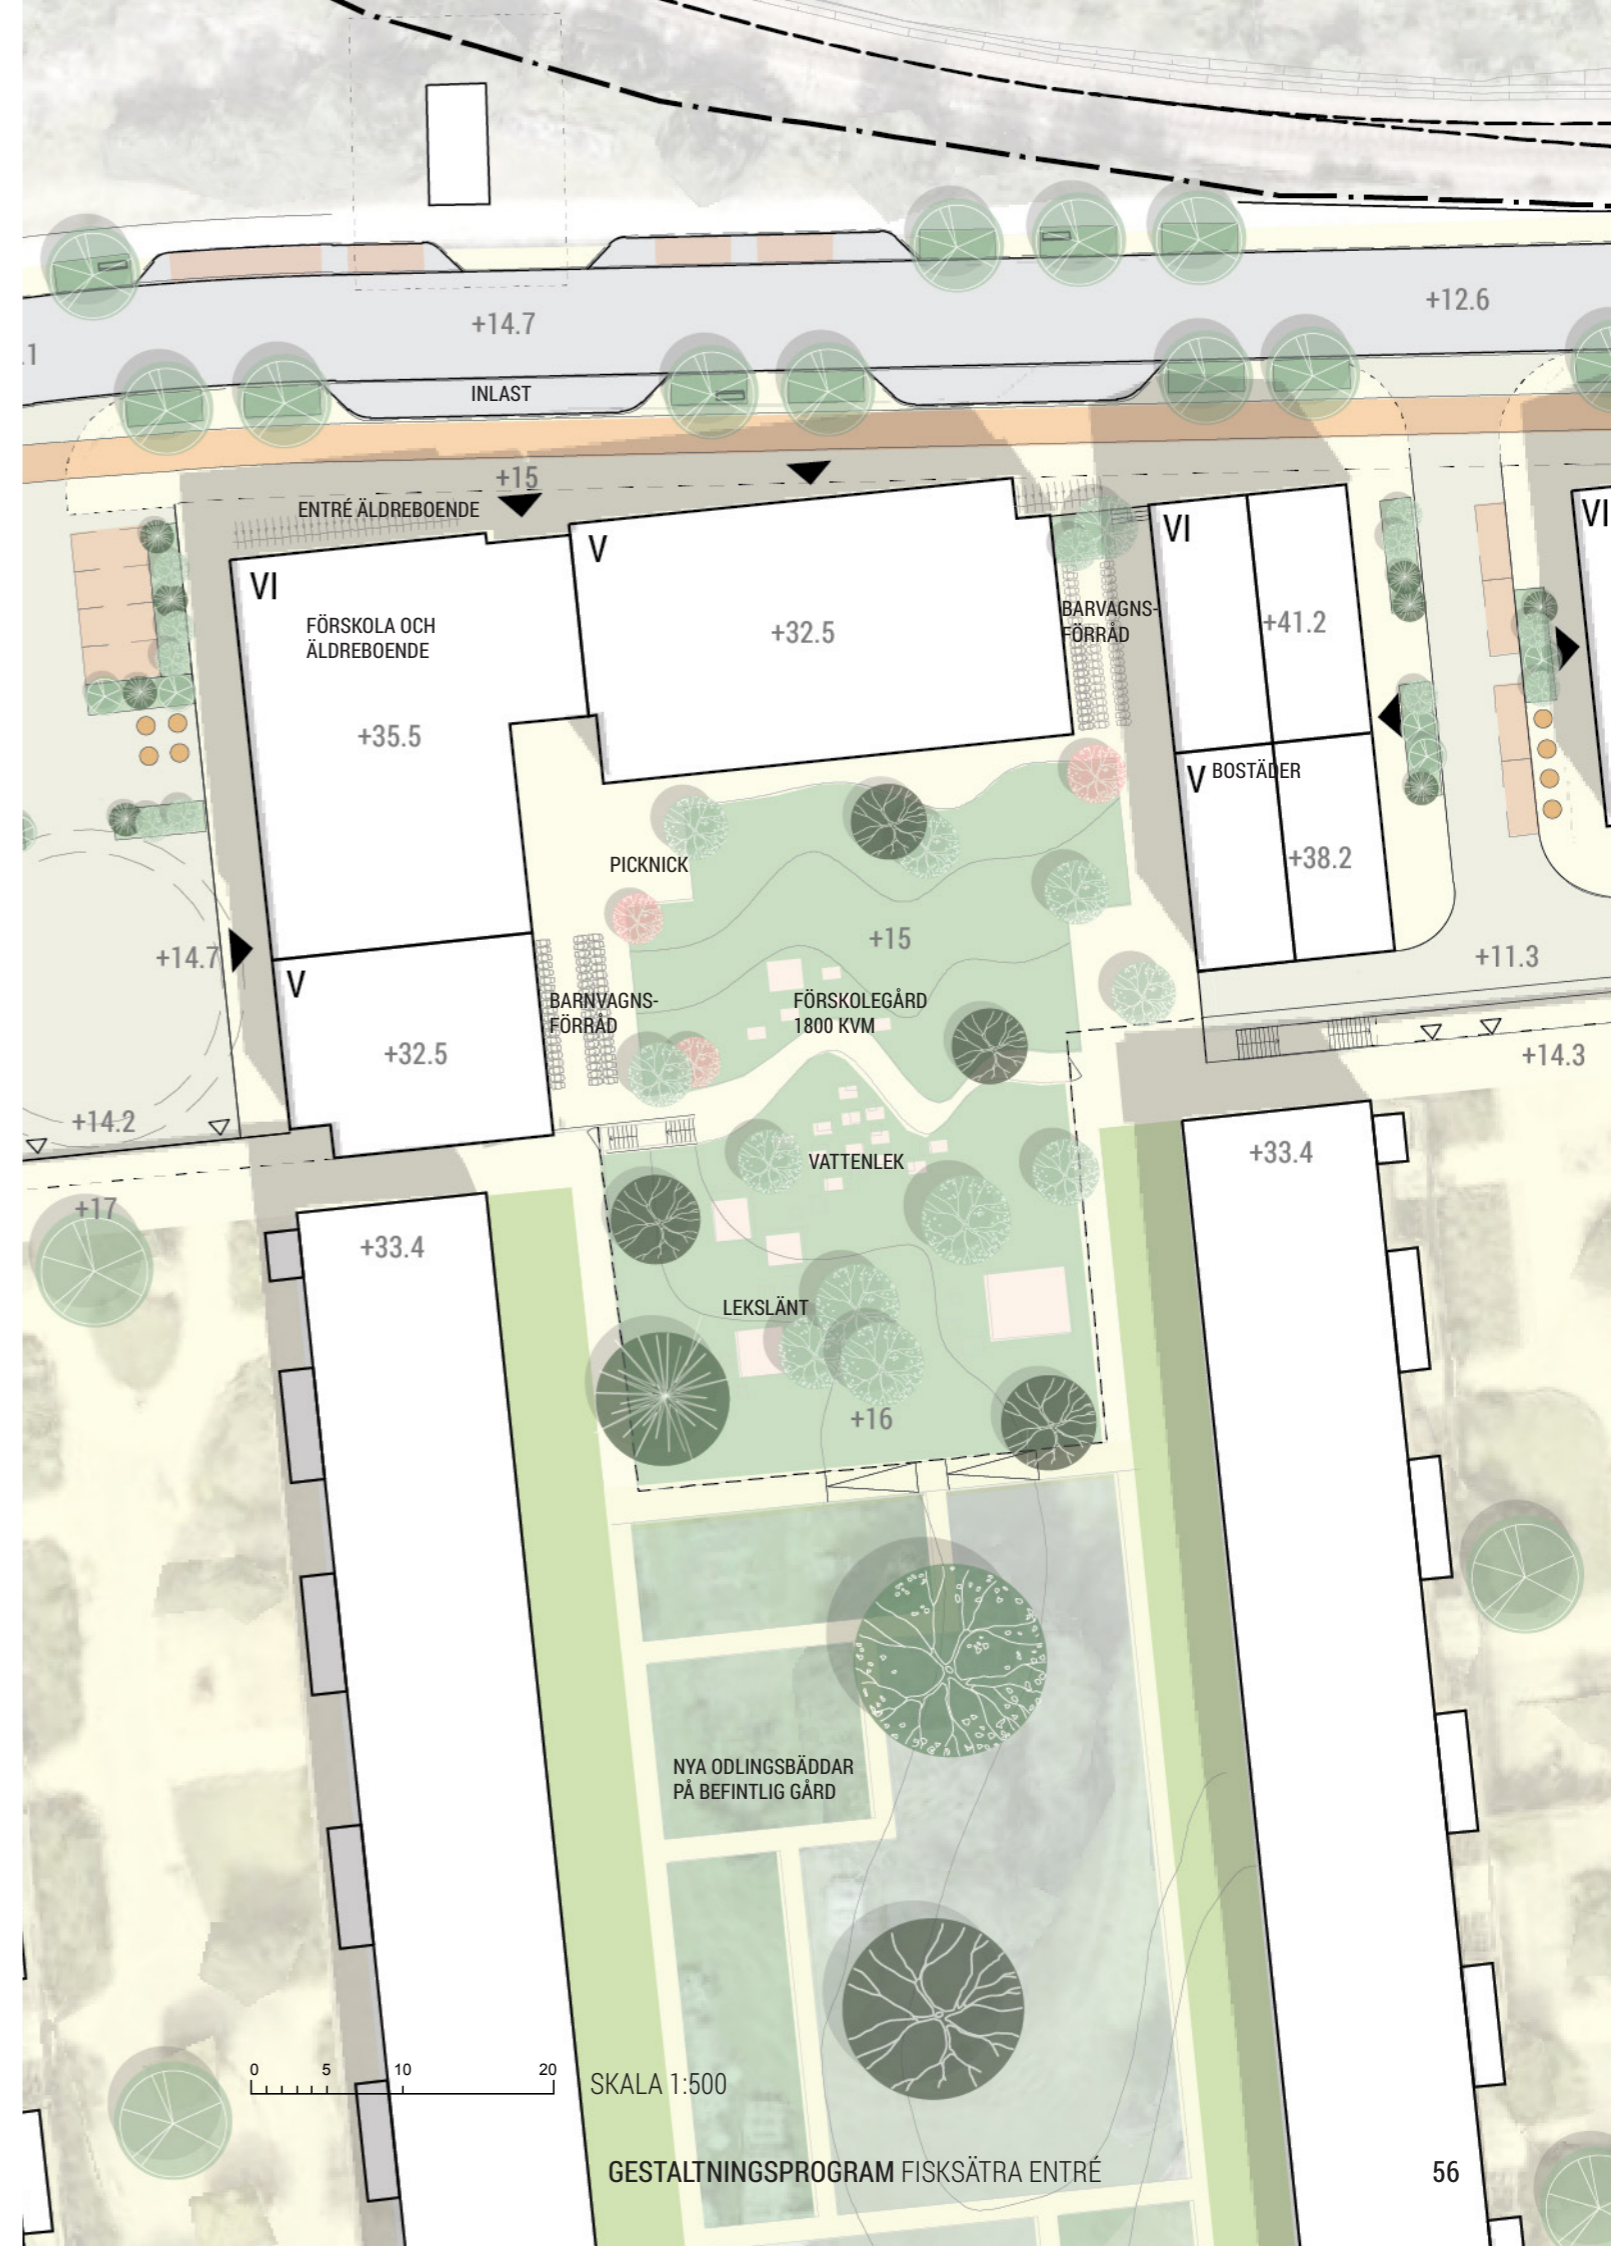 +12.6
+14.7
.1
INLAST
+15
ENTRÉ ÄLDREBOENDE
VI
V
VI
VI
FÖRSKOLA OCH
ÄLDREBOENDE
+32.5
BARVAGNS-
FÖRRÅD
+41.2
+35.5
V BOSTÄDER
PICKNICK
+38.2
+15
+14.7
+11.3
V
BARNVAGNS-
FÖRRÅD
FÖRSKOLEGÅRD
1800 KVM
+32.5
+14.3
+14.2
VATTENLEK
+33.4
+17
+33.4
LEKSLÄNT
+16
NYA ODLINGSBÄDDAR
PÅ BEFINTLIG GÅRD
0 5 10 20
SKALA 1:500
GESTALTNINGSPROGRAM FISKSÄTRA ENTRÉ
56